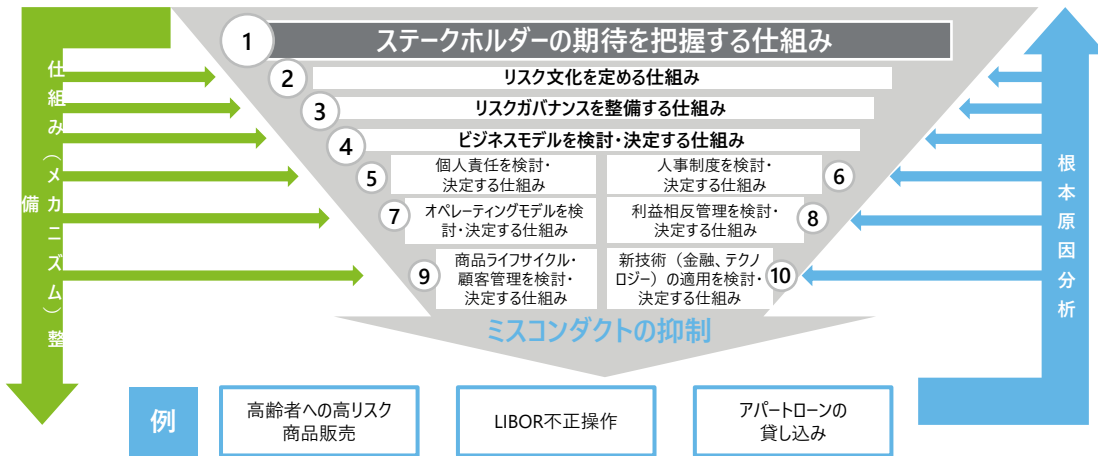 1
ステークホルダーの期待を把握する仕組み
2
リスク文化を定める仕組み
3
リスクガバナンスを整備する仕組み
4
ビジネスモデルを検討・決定する仕組み
5
個人責任を検討・
決定する仕組み
人事制度を検討・
決定する仕組み
6
7
オペレーティングモデルを検
討・決定する仕組み
利益相反管理を検討・
決定する仕組み
8
9
商品ライフサイクル・
顧客管理を検討・
決定する仕組み
新技術（金融、テクノ
ロジー）の適用を検討・
決定する仕組み
10
仕組み（メカニズム）整
備
根本原因分析
ミスコンダクトの抑制
例
高齢者への高リスク
商品販売
LIBOR不正操作
アパートローンの
貸し込み